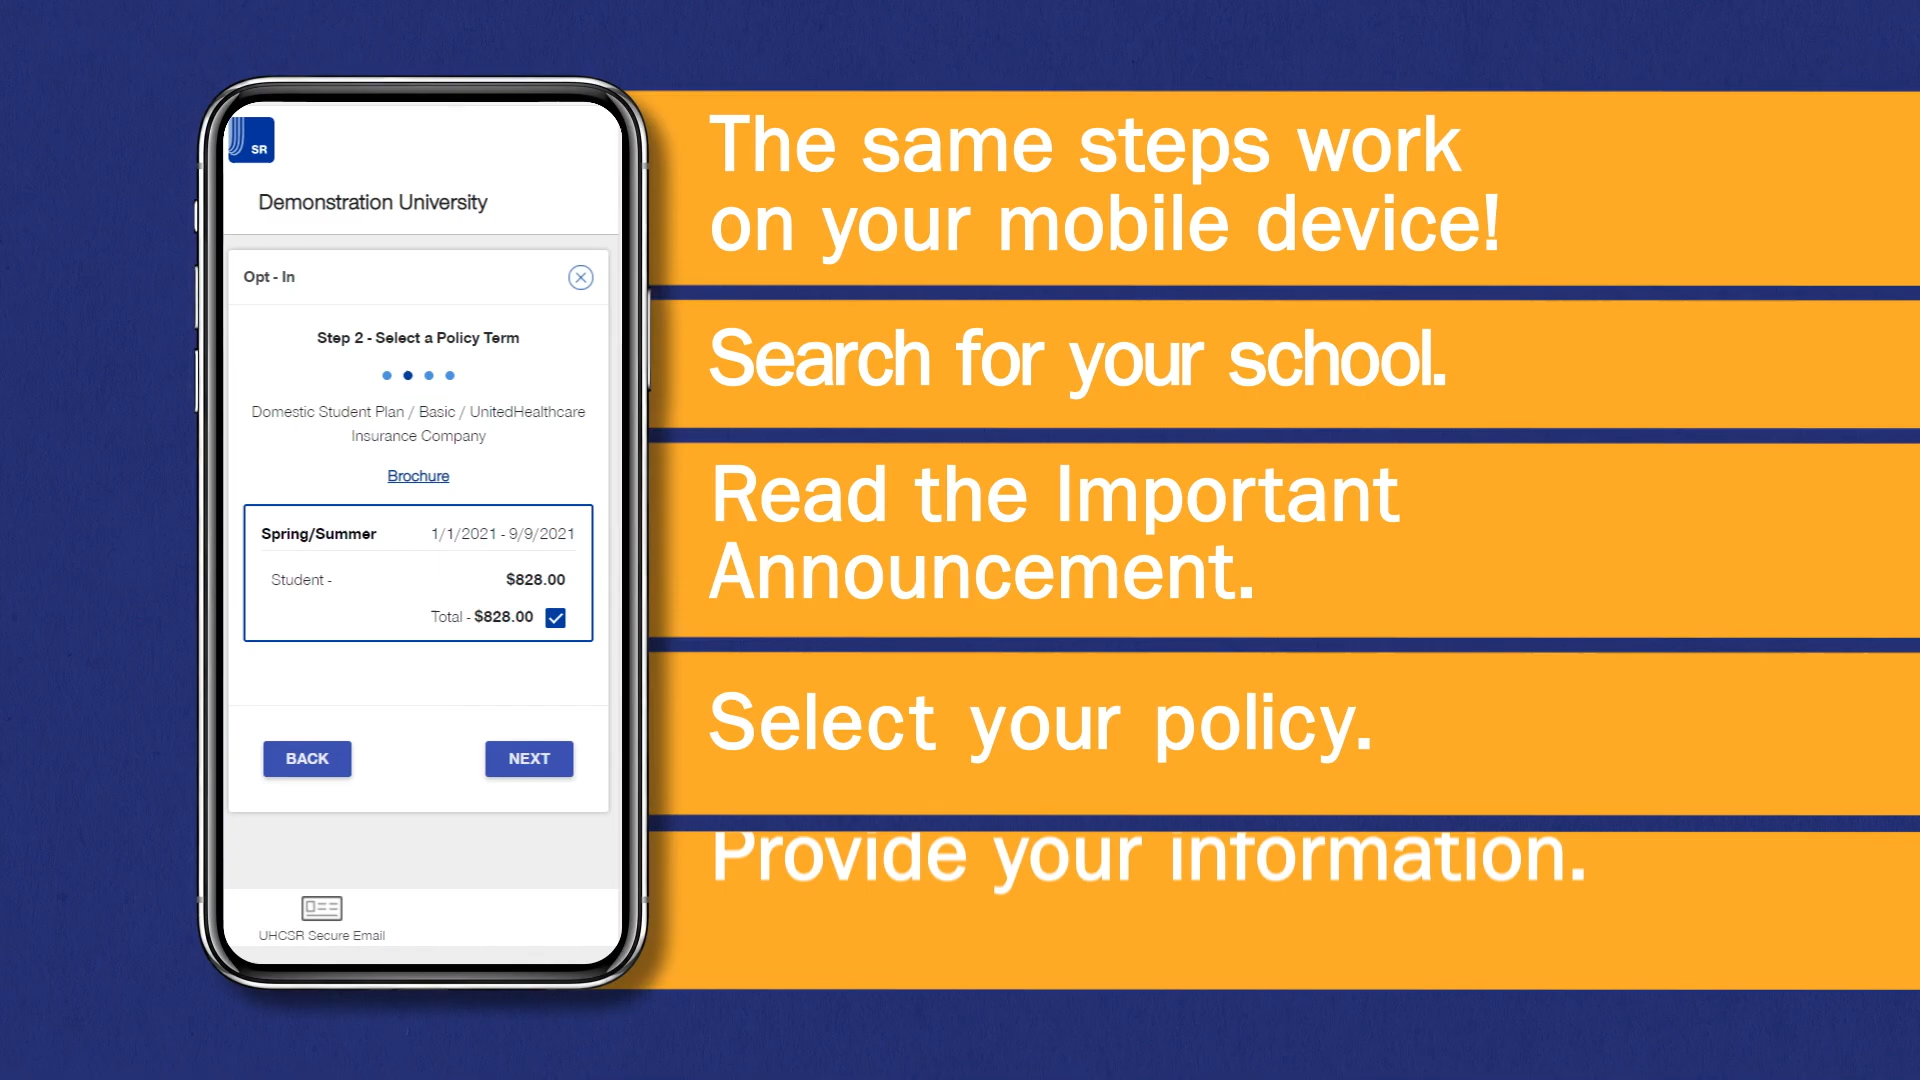 SR
Demonstration University
Opt - In
Step 2 - Select a Policy Term
Domestic Student Plan / Basic / UnitedHealthcare
Insurance Company
Brochure
Spring/Summer 1/1/2021 - 9/9/2021
Student - $828.00
Total - $828.00
BACK NEXT
UHCSR Secure Email
The same steps work
on your mobile device!
Search for your school.
Read the Important
Announcement.
Select your policy.
Provide your information.